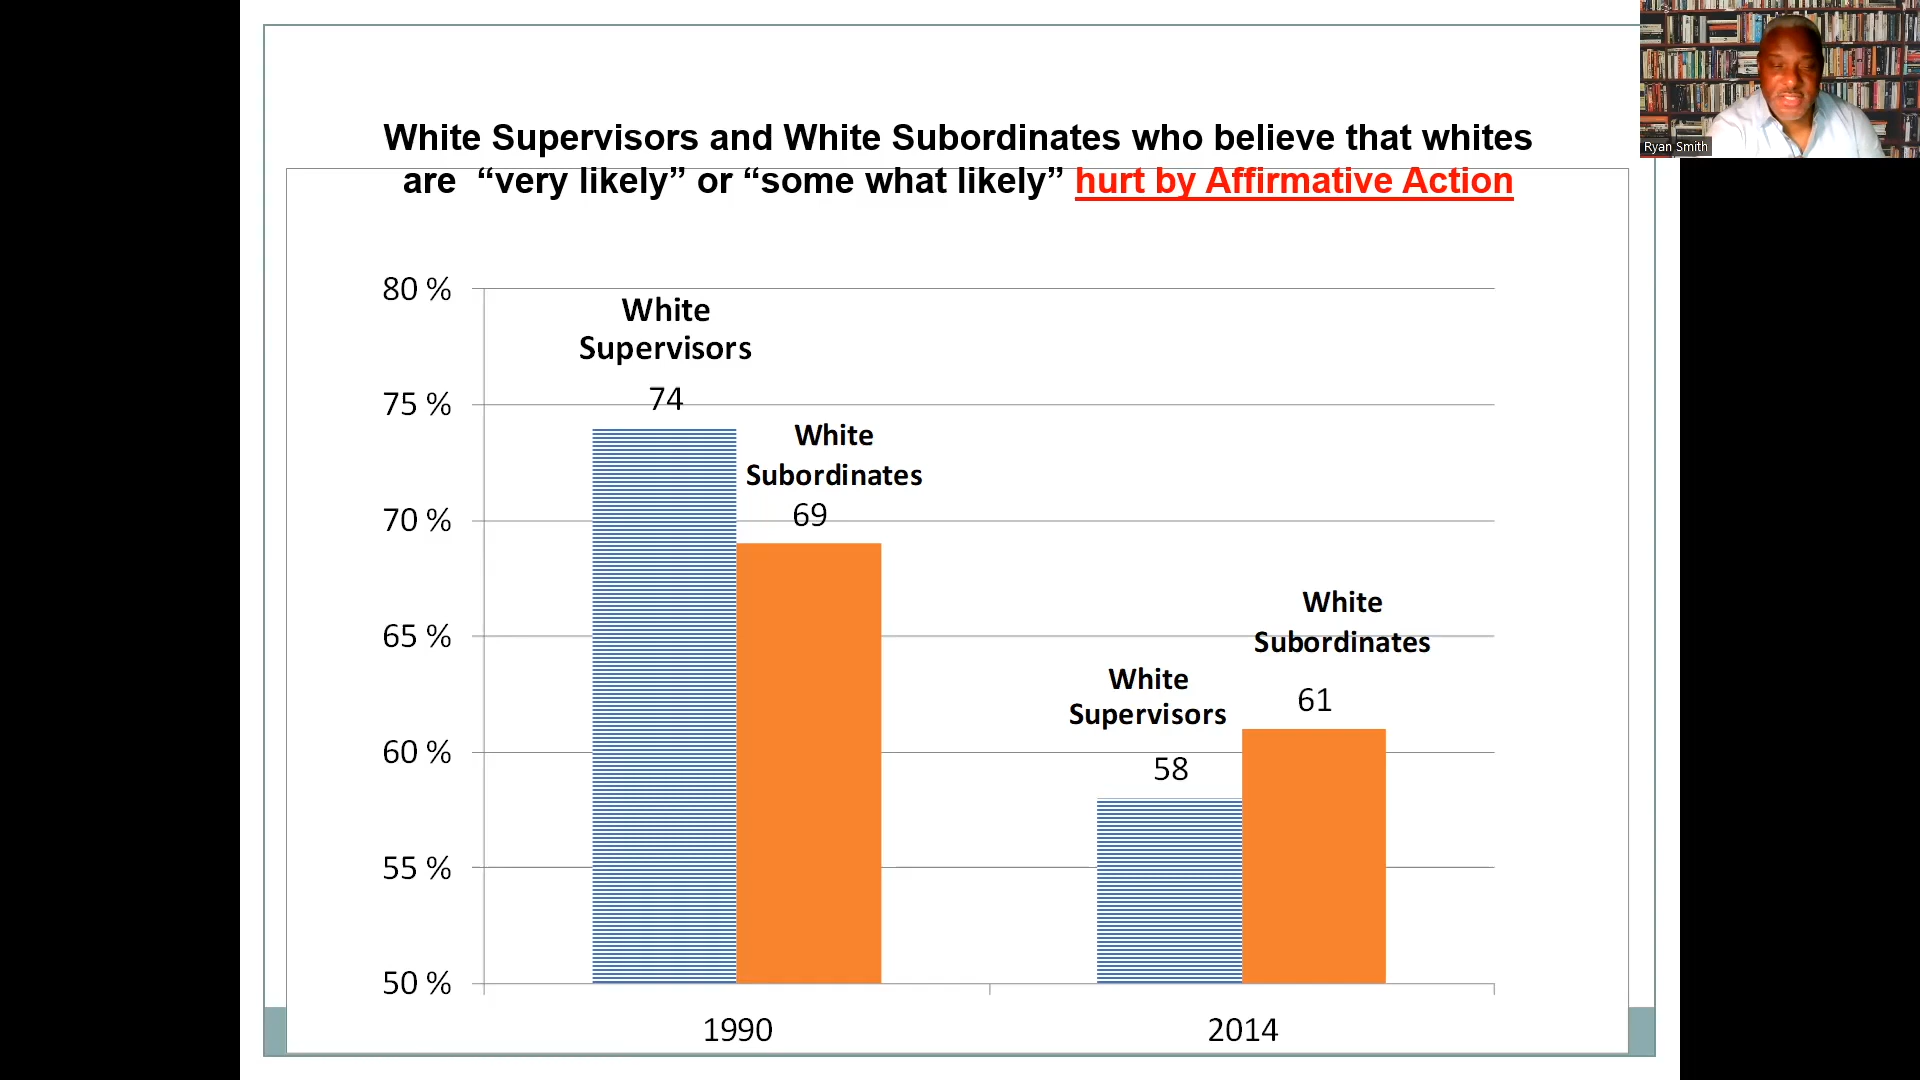 White Supervisors and White Subordinates who believe that whites
are “very likely” or “some what likely” hurt by Affirmative Action
Ryan Smith
80 %
75 %
70 %
65 %
60 %
55 %
50 %
White
Supervisors
74
White
Subordinates
69
White
Supervisors
58
White
Subordinates
61
1990
2014